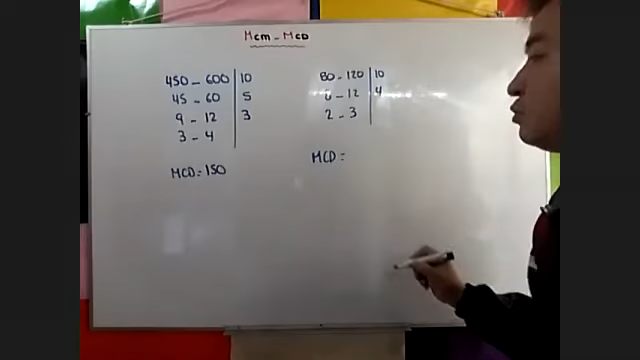 Mcm - McD
450 - 600 | 10
45 - 60 | 5
9 - 12 | 3
3 - 4
MCD = 150
80 - 120 | 10
8 - 12 | 4
2 - 3
MCD =